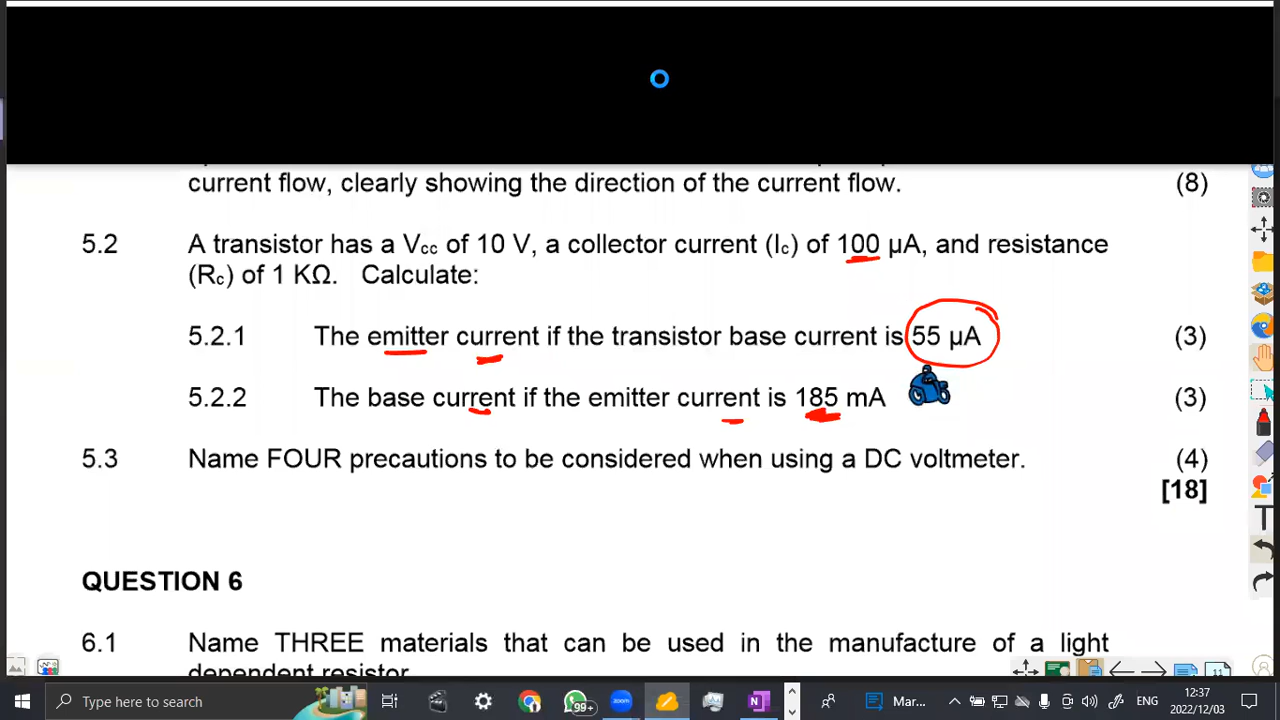 current flow, clearly showing the direction of the current flow. (8)
5.2 A transistor has a Vcc of 10 V, a collector current (Ic) of 100 µA, and resistance
(Rc) of 1 KΩ. Calculate:
5.2.1 The emitter current if the transistor base current is 55 µA (3)
5.2.2 The base current if the emitter current is 185 mA (3)
5.3 Name FOUR precautions to be considered when using a DC voltmeter. (4)
[18]
QUESTION 6
6.1 Name THREE materials that can be used in the manufacture of a light
dependent resistor
Type here to search
99+
Mar...
ENG
12:37
2022/12/03